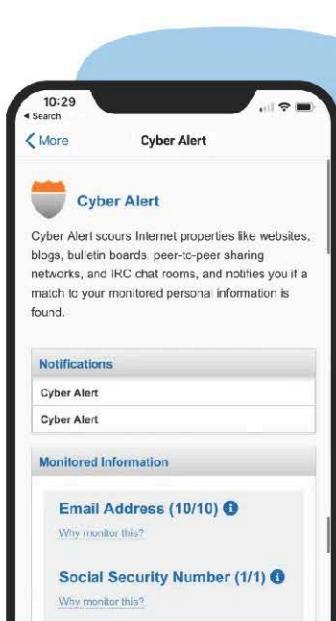 10:29
◂ Search
More
Cyber Alert
Cyber Alert
Cyber Alert scours Internet properties like websites,
blogs, bulletin boards, peer-to-peer sharing
networks, and IRC chat rooms, and notifies you if a
match to your monitored personal information is
found.
Notifications
Cyber Alert
Cyber Alert
Monitored Information
Email Address (10/10)
Why monitor this?
Social Security Number (1/1)
Why monitor this?